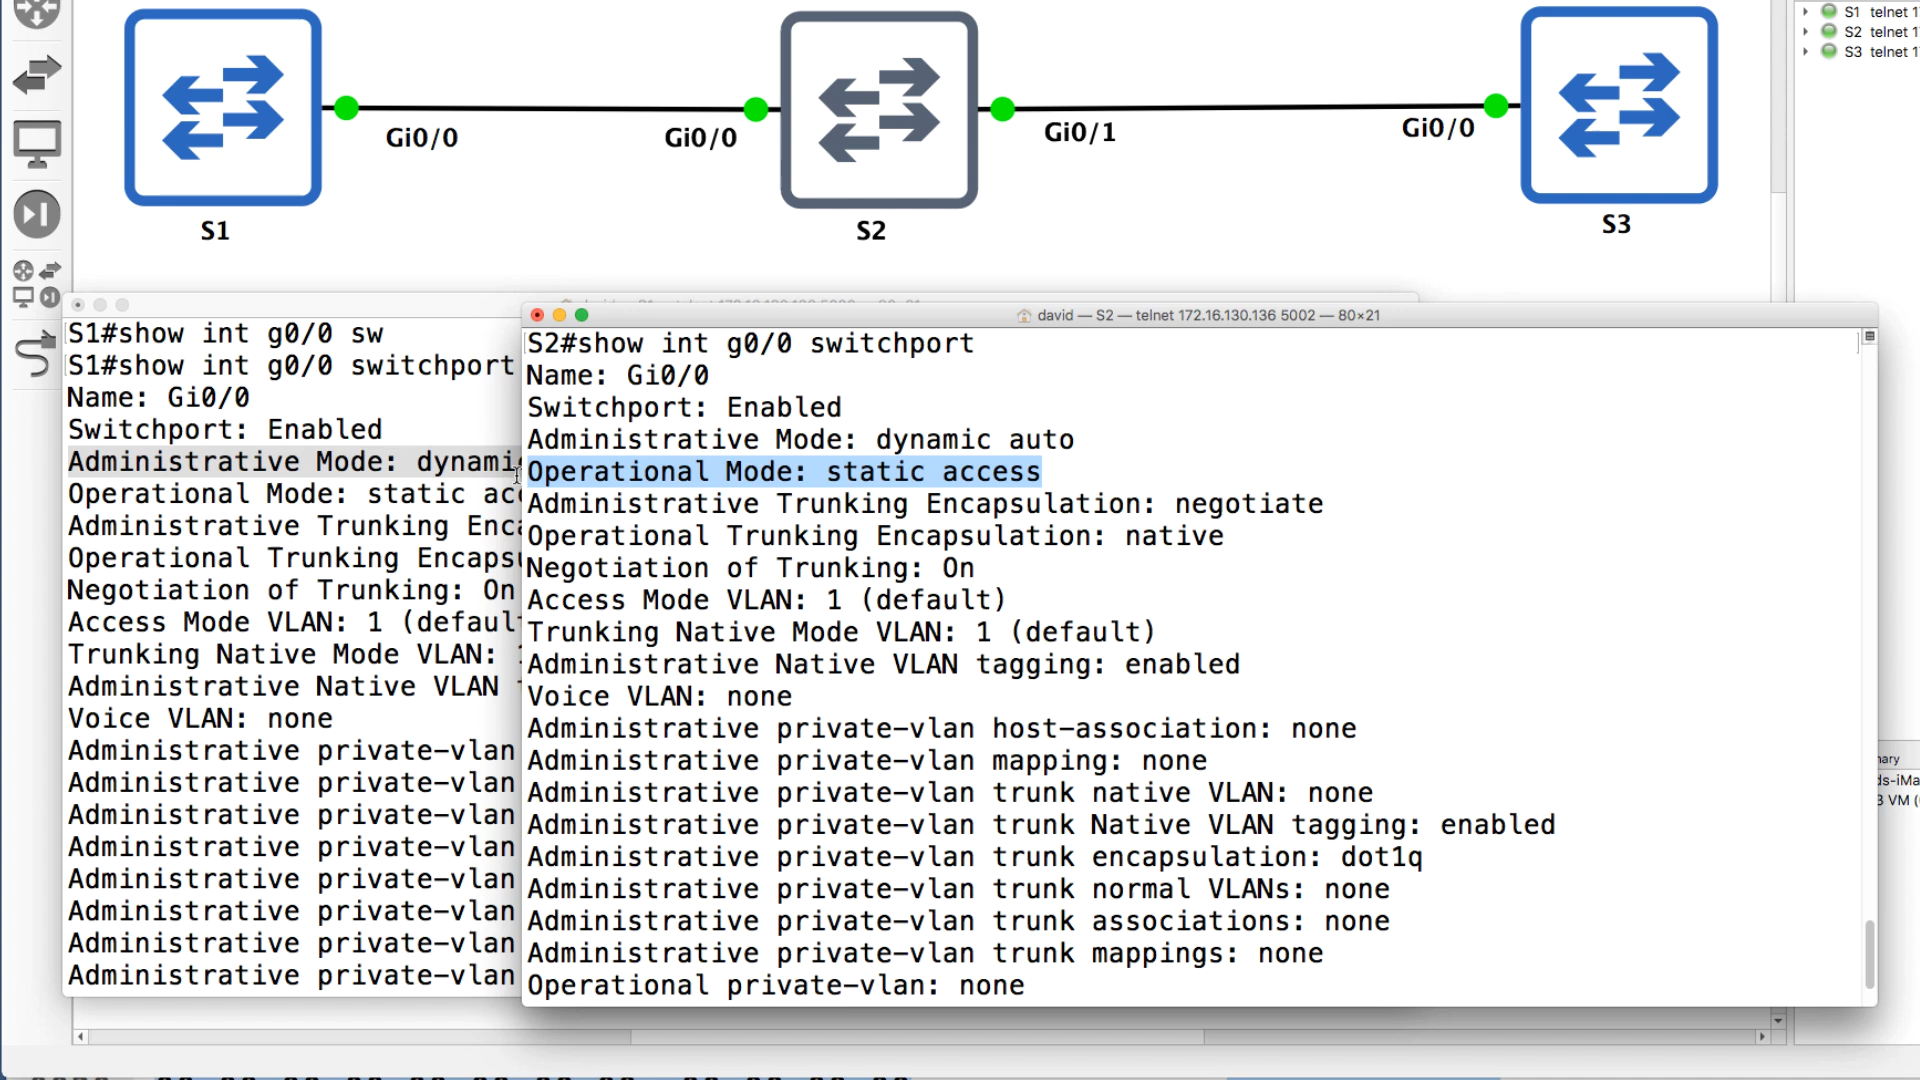 S1 telnet 1
S2 telnet 1
S3 telnet 1
Gi0/0
Gi0/0
Gi0/1
Gi0/0
S1
S2
S3
S1#show int g0/0 sw
S1#show int g0/0 switchport
Name: Gi0/0
Switchport: Enabled
Administrative Mode: dynami
Operational Mode: static acc
Administrative Trunking Enca
Operational Trunking Encaps
Negotiation of Trunking: On
Access Mode VLAN: 1 (defaul
Trunking Native Mode VLAN:
Administrative Native VLAN
Voice VLAN: none
Administrative private-vlan
Administrative private-vlan
Administrative private-vlan
Administrative private-vlan
Administrative private-vlan
Administrative private-vlan
Administrative private-vlan
Administrative private-vlan
david — S2 — telnet 172.16.130.136 5002 — 80×21
S2#show int g0/0 switchport
Name: Gi0/0
Switchport: Enabled
Administrative Mode: dynamic auto
Operational Mode: static access
Administrative Trunking Encapsulation: negotiate
Operational Trunking Encapsulation: native
Negotiation of Trunking: On
Access Mode VLAN: 1 (default)
Trunking Native Mode VLAN: 1 (default)
Administrative Native VLAN tagging: enabled
Voice VLAN: none
Administrative private-vlan host-association: none
Administrative private-vlan mapping: none
Administrative private-vlan trunk native VLAN: none
Administrative private-vlan trunk Native VLAN tagging: enabled
Administrative private-vlan trunk encapsulation: dot1q
Administrative private-vlan trunk normal VLANs: none
Administrative private-vlan trunk associations: none
Administrative private-vlan trunk mappings: none
Operational private-vlan: none
nary
ds-iMa
3 VM (